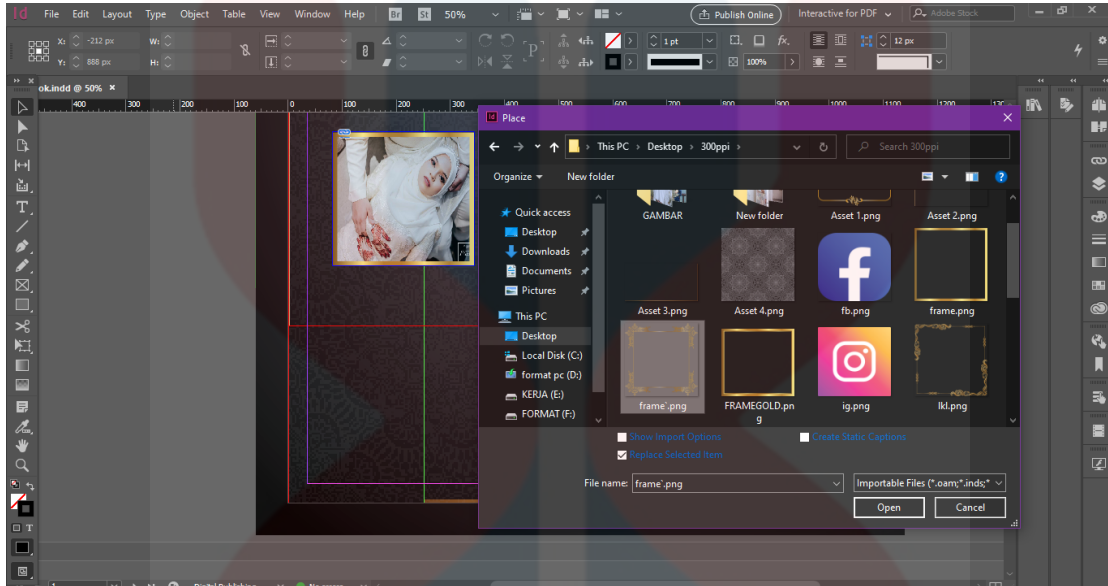 Id File Edit Layout Type Object Table View Window Help Br St 50% Publish Online Interactive for PDF Adobe Stock
X: -212 px W: 1 pt fx. 12 px
Y: 888 px H: 100%
ok.indd @ 50%
400 300 200 100 0 100 200 300 400 500 600 700 800 900 1000 1100 1200
Place
This PC > Desktop > 300ppi > Search 300ppi
Organize New folder
Quick access
Desktop
Downloads
Documents
Pictures
This PC
Desktop
Local Disk (C:)
format pc (D:)
KERJA (E:)
FORMAT (F:)
GAMBAR New folder Asset 1.png Asset 2.png
Asset 3.png Asset 4.png fb.png frame.png
frame`.png FRAMEGOLD.png ig.png lkl.png
Show Import Options Create Static Captions
Replace Selected Item
File name: frame`.png Importable Files (*.oam;*.inds;*
Open Cancel
1 Digital Publishing No errors